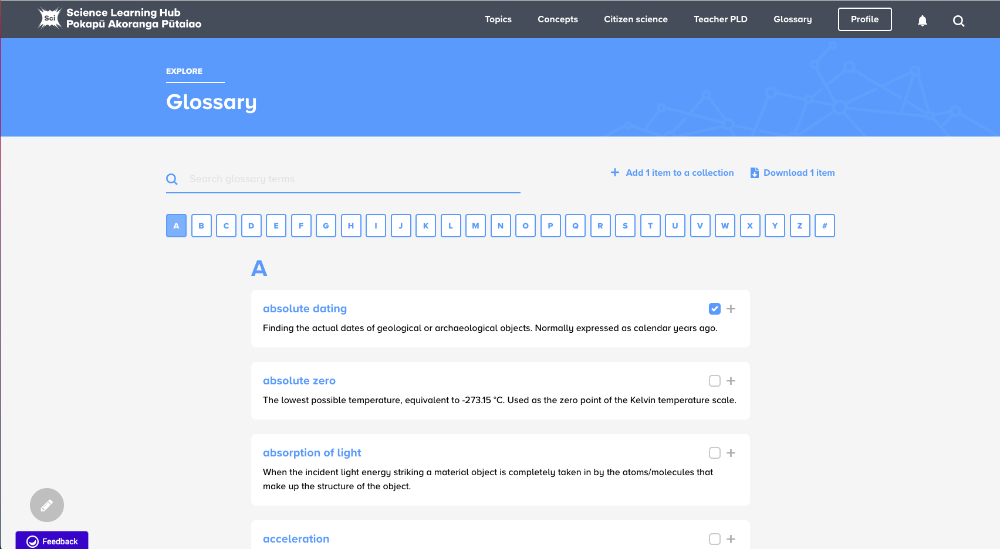 Sci
Science Learning Hub
Pokapū Akoranga Pūtaiao
Topics
Concepts
Citizen science
Teacher PLD
Glossary
Profile
EXPLORE
Glossary
Search glossary terms
Add 1 item to a collection
Download 1 item
A B C D E F G H I J K L M N O P Q R S T U V W X Y Z #
A
absolute dating
Finding the actual dates of geological or archaeological objects. Normally expressed as calendar years ago.
absolute zero
The lowest possible temperature, equivalent to -273.15 °C. Used as the zero point of the Kelvin temperature scale.
absorption of light
When the incident light energy striking a material object is completely taken in by the atoms/molecules that
make up the structure of the object.
acceleration
Feedback